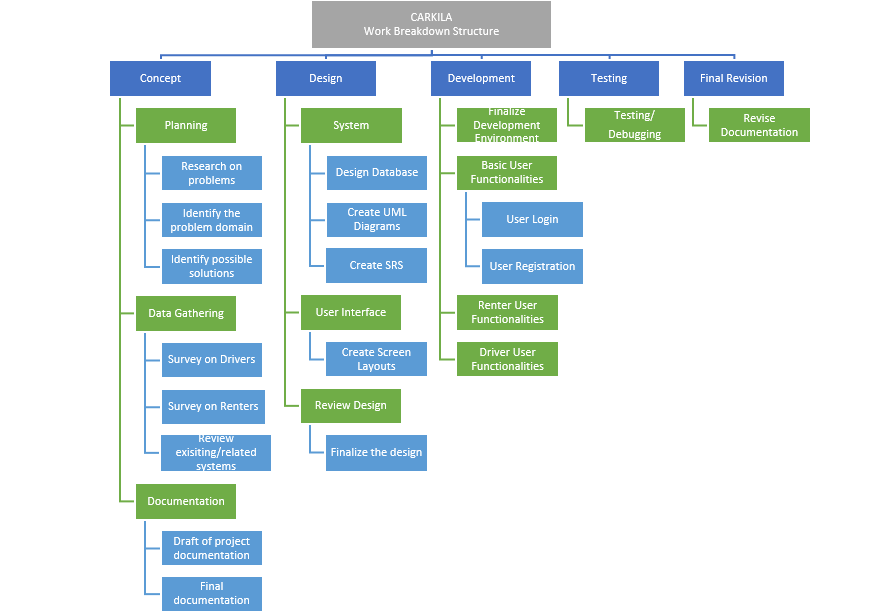 CARKILA
Work Breakdown Structure
Concept
Design
Development
Testing
Final Revision
Planning
Research on
problems
Identify the
problem domain
Identify possible
solutions
Data Gathering
Survey on Drivers
Survey on Renters
Review
exisiting/related
systems
Documentation
Draft of project
documentation
Final
documentation
System
Design Database
Create UML
Diagrams
Create SRS
User Interface
Create Screen
Layouts
Review Design
Finalize the design
Finalize
Development
Environment
Basic User
Functionalities
User Login
User Registration
Renter User
Functionalities
Driver User
Functionalities
Testing/
Debugging
Revise
Documentation